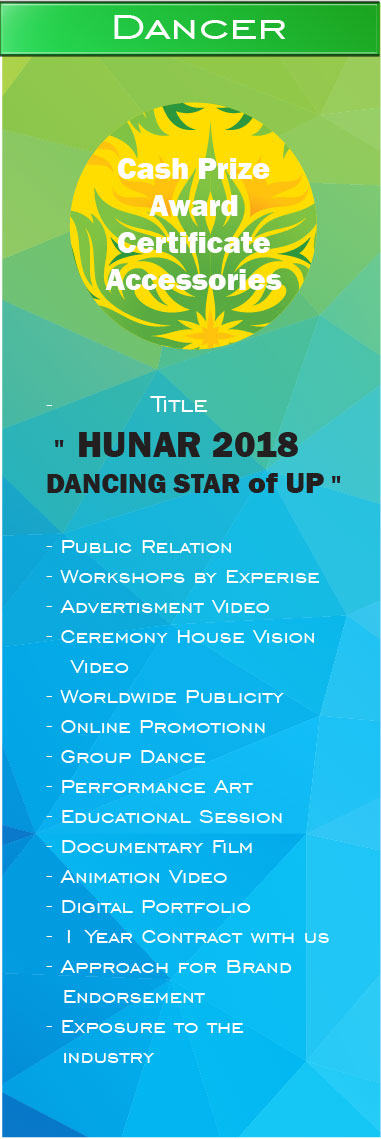 Dancer
Cash Prize
Award
Certificate
Accessories
- Title
" HUNAR 2018
DANCING STAR of UP "
- Public Relation
- Workshops by Experise
- Advertisment Video
- Ceremony House Vision
Video
- Worldwide Publicity
- Online Promotionn
- Group Dance
- Performance Art
- Educational Session
- Documentary Film
- Animation Video
- Digital Portfolio
- 1 Year Contract with us
- Approach for Brand
Endorsement
- Exposure to the
industry